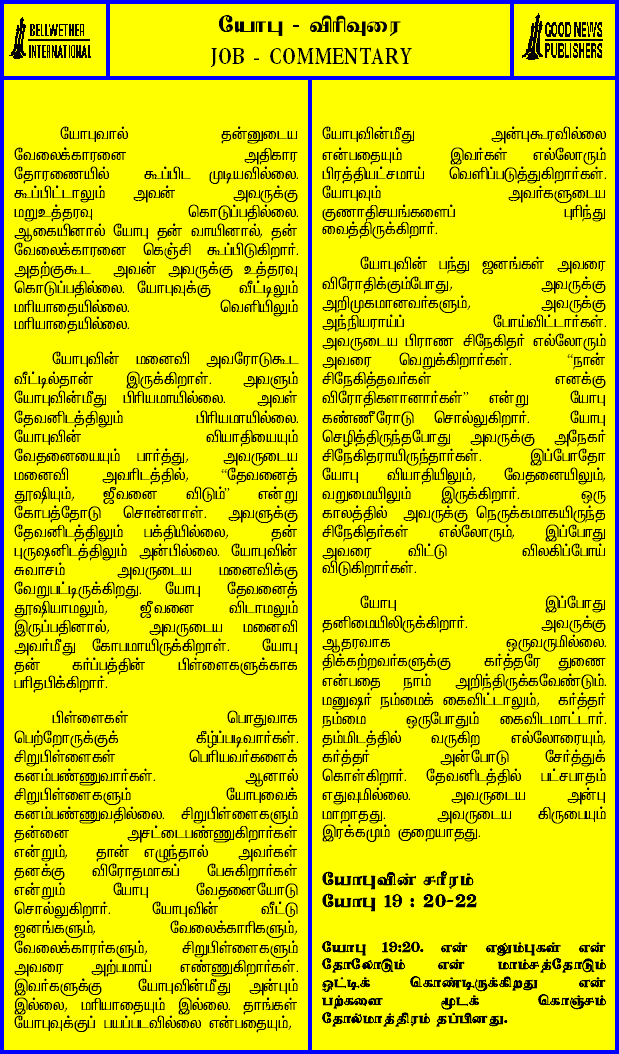 BELLWETHER
INTERNATIONAL
யோபு - விரிவுரை
JOB - COMMENTARY
GOOD NEWS
PUBLISHERS
யோபுவால் தன்னுடைய
வேலைக்காரனை அதிகார
தோரணையில் கூப்பிட முடியவில்லை.
கூப்பிட்டாலும் அவன் அவருக்கு
மறுஉத்தரவு கொடுப்பதில்லை.
ஆகையினால் யோபு தன் வாயினால், தன்
வேலைக்காரனை கெஞ்சி கூப்பிடுகிறார்.
அதற்குகூட அவன் அவருக்கு உத்தரவு
கொடுப்பதில்லை. யோபுவுக்கு வீட்டிலும்
மரியாதையில்லை. வெளியிலும்
மரியாதையில்லை.
யோபுவின் மனைவி அவரோடுகூட
வீட்டில்தான் இருக்கிறாள். அவளும்
யோபுவின்மீது பிரியமாயில்லை. அவள்
தேவனிடத்திலும் பிரியமாயில்லை.
யோபுவின் வியாதியையும்
வேதனையையும் பார்த்து, அவருடைய
மனைவி அவரிடத்தில், “தேவனைத்
தூஷியும், ஜீவனை விடும்” என்று
கோபத்தோடு சொன்னாள். அவளுக்கு
தேவனிடத்திலும் பக்தியில்லை, தன்
புருஷனிடத்திலும் அன்பில்லை. யோபுவின்
சுவாசம் அவருடைய மனைவிக்கு
வேறுபட்டிருக்கிறது. யோபு தேவனைத்
தூஷியாமலும், ஜீவனை விடாமலும்
இருப்பதினால், அவருடைய மனைவி
அவர்மீது கோபமாயிருக்கிறாள். யோபு
தன் கர்ப்பத்தின் பிள்ளைகளுக்காக
பரிதபிக்கிறார்.
பிள்ளைகள் பொதுவாக
பெற்றோருக்குக் கீழ்ப்படிவார்கள்.
சிறுபிள்ளைகள் பெரியவர்களைக்
கனம்பண்ணுவார்கள். ஆனால்
சிறுபிள்ளைகளும் யோபுவைக்
கனம்பண்ணுவதில்லை. சிறுபிள்ளைகளும்
தன்னை அசட்டைபண்ணுகிறார்கள்
என்றும், தான் எழுந்தால் அவர்கள்
தனக்கு விரோதமாகப் பேசுகிறார்கள்
என்றும் யோபு வேதனையோடு
சொல்லுகிறார். யோபுவின் வீட்டு
ஜனங்களும், வேலைக்காரிகளும்,
வேலைக்காரர்களும், சிறுபிள்ளைகளும்
அவரை அற்பமாய் எண்ணுகிறார்கள்.
இவர்களுக்கு யோபுவின்மீது அன்பும்
இல்லை, மரியாதையும் இல்லை. தாங்கள்
யோபுவுக்குப் பயப்படவில்லை என்பதையும்,
யோபுவின்மீது அன்புகூரவில்லை
என்பதையும் இவர்கள் எல்லோரும்
பிரத்தியட்சமாய் வெளிப்படுத்துகிறார்கள்.
யோபுவும் அவர்களுடைய
குணாதிசயங்களைப் புரிந்து
வைத்திருக்கிறார்.
யோபுவின் பந்து ஜனங்கள் அவரை
விரோதிக்கும்போது, அவருக்கு
அறிமுகமானவர்களும், அவருக்கு
அந்நியராய்ப் போய்விட்டார்கள்.
அவருடைய பிராண சிநேகிதர் எல்லோரும்
அவரை வெறுக்கிறார்கள். “நான்
சிநேகித்தவர்கள் எனக்கு
விரோதிகளானார்கள்” என்று யோபு
கண்ணீரோடு சொல்லுகிறார். யோபு
செழித்திருந்தபோது அவருக்கு அநேகர்
சிநேகிதராயிருந்தார்கள். இப்போதோ
யோபு வியாதியிலும், வேதனையிலும்,
வறுமையிலும் இருக்கிறார். ஒரு
காலத்தில் அவருக்கு நெருக்கமாகயிருந்த
சிநேகிதர்கள் எல்லோரும், இப்போது
அவரை விட்டு விலகிப்போய்
விடுகிறார்கள்.
யோபு இப்போது
தனிமையிலிருக்கிறார். அவருக்கு
ஆதரவாக ஒருவருமில்லை.
திக்கற்றவர்களுக்கு கர்த்தரே துணை
என்பதை நாம் அறிந்திருக்கவேண்டும்.
மனுஷர் நம்மைக் கைவிட்டாலும், கர்த்தர்
நம்மை ஒருபோதும் கைவிடமாட்டார்.
தம்மிடத்தில் வருகிற எல்லோரையும்,
கர்த்தர் அன்போடு சேர்த்துக்
கொள்கிறார். தேவனிடத்தில் பட்சபாதம்
எதுவுமில்லை. அவருடைய அன்பு
மாறாதது. அவருடைய கிருபையும்
இரக்கமும் குறையாதது.
யோபுவின் சரீரம்
யோபு 19 : 20-22
யோபு 19:20. என் எலும்புகள் என்
தோலோடும் என் மாம்சத்தோடும்
ஒட்டிக் கொண்டிருக்கிறது என்
பற்களை மூடக் கொஞ்சம்
தோல்மாத்திரம் தப்பினது.